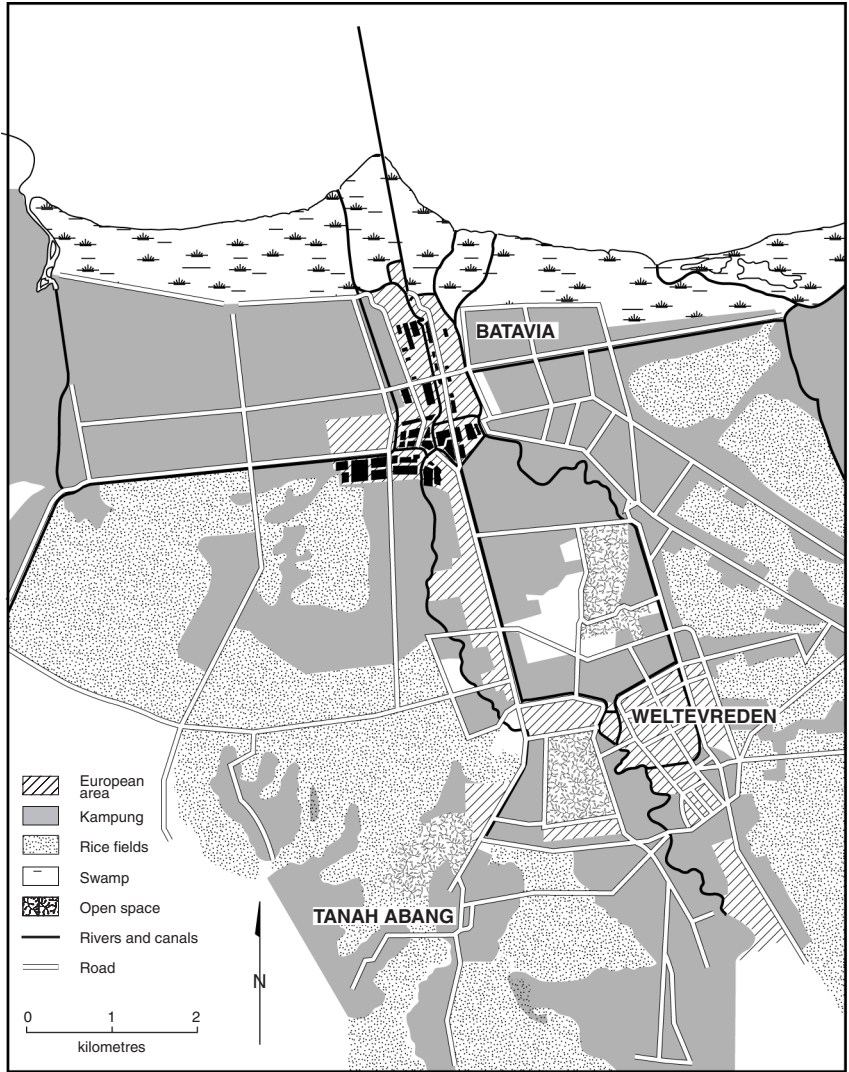 BATAVIA
WELTEVREDEN
TANAH ABANG
European
area
Kampung
Rice fields
Swamp
Open space
Rivers and canals
Road
N
0 1 2
kilometres